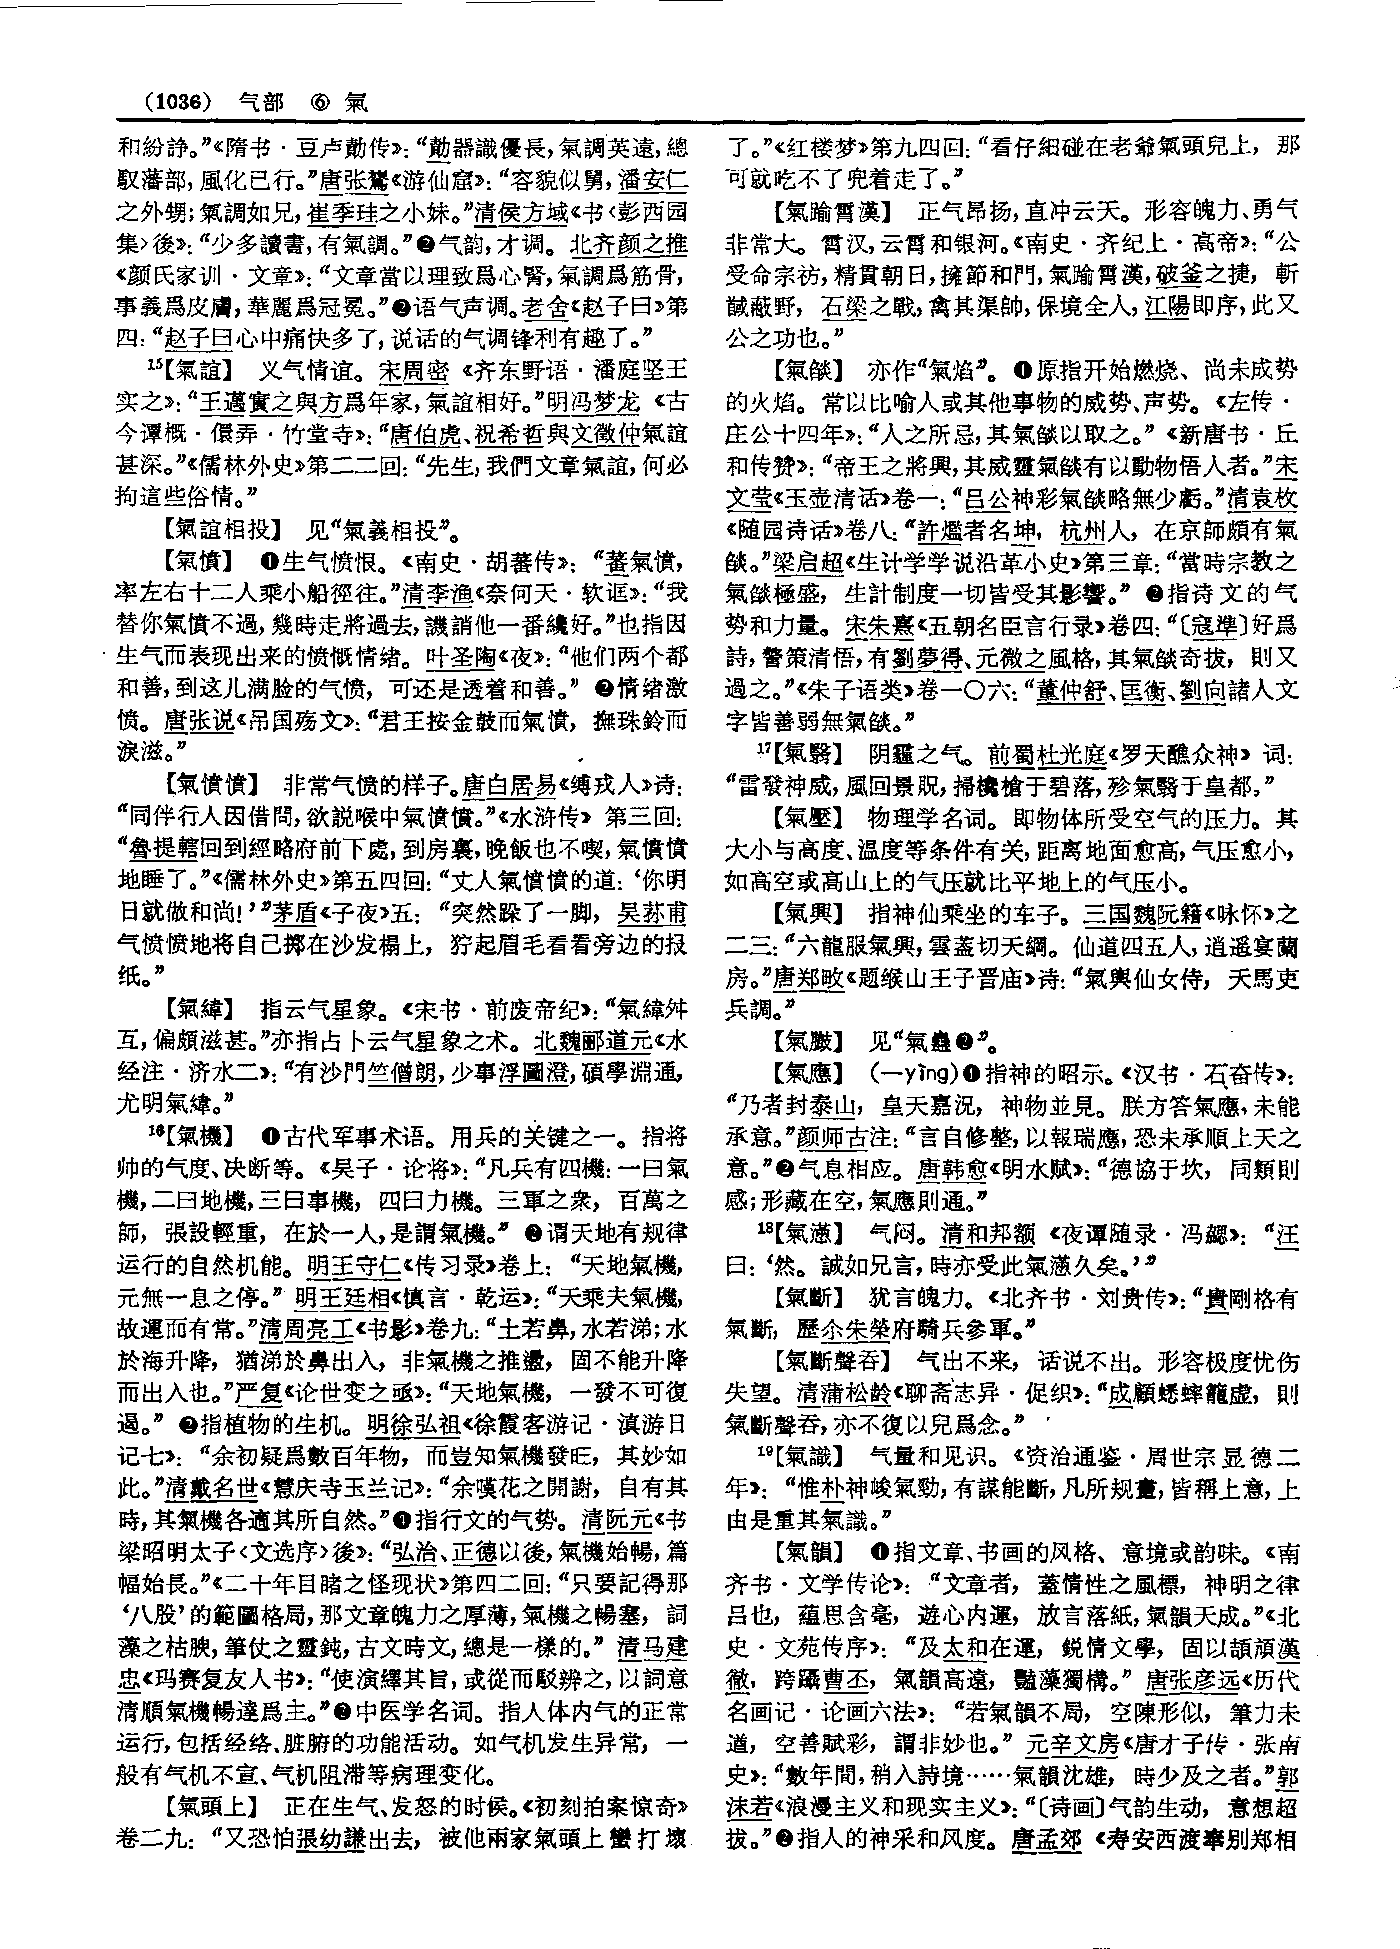 (1036) 气部 ⑥ 氣
和紛諍。”《隋书·豆卢勣传》：“勣器識優長，氣調英遠，總
馭藩部，風化已行。”唐张鷟《游仙窟》：“容貌似舅，潘安仁
之外甥；氣調如兄，崔季珪之小妹。”清侯方域《书〈彭西园
集〉後》：“少多讀書，有氣調。”❷气韵，才调。北齐颜之推
《颜氏家训·文章》：“文章當以理致爲心腎，氣調爲筋骨，
事義爲皮膚，華麗爲冠冕。”❷语气声调。老舍《赵子曰》第
四：“赵子曰心中痛快多了，说话的气调锋利有趣了。”
¹⁵【氣誼】 义气情谊。宋周密《齐东野语·潘庭坚王
实之》：“王邁實之與方爲年家，氣誼相好。”明冯梦龙《古
今谭概·儇弄·竹堂寺》：“唐伯虎、祝希哲與文徵仲氣誼
甚深。”《儒林外史》第二二回：“先生，我們文章氣誼，何必
拘這些俗情。”
【氣誼相投】 见“氣義相投”。
【氣憤】 ❶生气愤恨。《南史·胡蕃传》：“蕃氣憤，
率左右十二人乘小船徑往。”清李渔《奈何天·软诓》：“我
替你氣憤不過，幾時走將過去，譏誚他一番纔好。”也指因
生气而表现出来的愤慨情绪。叶圣陶《夜》：“他们两个都
和善，到这儿满脸的气愤，可还是透着和善。”❷情绪激
愤。唐张说《吊国殇文》：“君王按金鼓而氣憤，撫珠鈴而
淚滋。”
【氣憤憤】 非常气愤的样子。唐白居易《缚戎人》诗：
“同伴行人因借問，欲説喉中氣憤憤。”《水浒传》第三回：
“魯提轄回到經略府前下處，到房裏，晚飯也不喫，氣憤憤
地睡了。”《儒林外史》第五四回：“丈人氣憤憤的道：‘你明
日就做和尚！’”茅盾《子夜》五：“突然跺了一脚，吴荪甫
气愤愤地将自己掷在沙发榻上，狞起眉毛看看旁边的报
纸。”
【氣緯】 指云气星象。《宋书·前废帝纪》：“氣緯舛
互，偏頗滋甚。”亦指占卜云气星象之术。北魏郦道元《水
经注·济水二》：“有沙門竺僧朗，少事浮圖澄，碩學淵通，
尤明氣緯。”
¹⁶【氣機】 ❶古代军事术语。用兵的关键之一。指将
帅的气度、决断等。《吴子·论将》：“凡兵有四機：一曰氣
機，二曰地機，三曰事機，四曰力機。三軍之衆，百萬之
師，張設輕重，在於一人，是謂氣機。”❷谓天地有规律
运行的自然机能。明王守仁《传习录》卷上：“天地氣機，
元無一息之停。”明王廷相《慎言·乾运》：“天乘夫氣機，
故運而有常。”清周亮工《书影》卷九：“土若鼻，水若涕；水
於海升降，猶涕於鼻出入，非氣機之推盪，固不能升降
而出入也。”严复《论世变之亟》：“天地氣機，一發不可復
遏。”❷指植物的生机。明徐弘祖《徐霞客游记·滇游日
记七》：“余初疑爲數百年物，而豈知氣機發旺，其妙如
此。”清戴名世《慧庆寺玉兰记》：“余嘆花之開謝，自有其
時，其氣機各適其所自然。”❹指行文的气势。清阮元《书
梁昭明太子〈文选序〉後》：“弘治、正德以後，氣機始暢，篇
幅始長。”《二十年目睹之怪现状》第四二回：“只要記得那
‘八股’的範圍格局，那文章魄力之厚薄，氣機之暢塞，詞
藻之枯腴，筆仗之靈鈍，古文時文，總是一樣的。”清马建
忠《玛赛复友人书》：“使演繹其旨，或從而駁辨之，以詞意
清順氣機暢達爲主。”❷中医学名词。指人体内气的正常
运行，包括经络、脏腑的功能活动。如气机发生异常，一
般有气机不宣、气机阻滞等病理变化。
【氣頭上】 正在生气、发怒的时候。《初刻拍案惊奇》
卷二九：“又恐怕張幼謙出去，被他兩家氣頭上蠻打壞
了。”《红楼梦》第九四回：“看仔細碰在老爺氣頭兒上，那
可就吃不了兜着走了。”
【氣踰霄漢】 正气昂扬，直冲云天。形容魄力、勇气
非常大。霄汉，云霄和银河。《南史·齐纪上·高帝》：“公
受命宗祊，精貫朝日，擁節和門，氣踰霄漢，破釜之捷，斬
馘蔽野，石梁之戰，禽其渠帥，保境全人，江陽即序，此又
公之功也。”
【氣燄】 亦作“氣焰”。❶原指开始燃烧、尚未成势
的火焰。常以比喻人或其他事物的威势、声势。《左传·
庄公十四年》：“人之所忌，其氣燄以取之。”《新唐书·丘
和传赞》：“帝王之將興，其威靈氣燄有以動物悟人者。”宋
文莹《玉壶清话》卷一：“吕公神彩氣燄略無少虧。”清袁枚
《随园诗话》卷八：“許爁者名坤，杭州人，在京師頗有氣
燄。”梁启超《生计学学说沿革小史》第三章：“當時宗教之
氣燄極盛，生計制度一切皆受其影響。”❷指诗文的气
势和力量。宋朱熹《五朝名臣言行录》卷四：“〔寇準〕好爲
詩，警策清悟，有劉夢得、元微之風格，其氣燄奇拔，則又
過之。”《朱子语类》卷一〇六：“董仲舒、匡衡、劉向諸人文
字皆善弱無氣燄。”
¹⁷【氣翳】 阴霾之气。前蜀杜光庭《罗天醮众神》词：
“雷發神威，風回景貺，掃欃槍于碧落，殄氣翳于皇都。”
【氣壓】 物理学名词。即物体所受空气的压力。其
大小与高度、温度等条件有关，距离地面愈高，气压愈小，
如高空或高山上的气压就比平地上的气压小。
【氣輿】 指神仙乘坐的车子。三国魏阮籍《咏怀》之
二三：“六龍服氣輿，雲蓋切天綱。仙道四五人，逍遥宴蘭
房。”唐郑畋《题缑山王子晋庙》诗：“氣輿仙女侍，天馬吏
兵調。”
【氣臌】 见“氣蠱❷”。
【氣應】 (—yìng)❶指神的昭示。《汉书·石奋传》：
“乃者封泰山，皇天嘉況，神物並見。朕方答氣應，未能
承意。”颜师古注：“言自修整，以報瑞應，恐未承順上天之
意。”❷气息相应。唐韩愈《明水赋》：“德協于坎，同類則
感；形藏在空，氣應則通。”
¹⁸【氣懣】 气闷。清和邦额《夜谭随录·冯勰》：“汪
曰：‘然。誠如兄言，時亦受此氣懣久矣。’”
【氣斷】 犹言魄力。《北齐书·刘贵传》：“貴剛格有
氣斷，歷尒朱榮府騎兵參軍。”
【氣斷聲吞】 气出不来，话说不出。形容极度忧伤
失望。清蒲松龄《聊斋志异·促织》：“成顧蟋蟀籠虚，則
氣斷聲吞，亦不復以兒爲念。”
¹⁹【氣識】 气量和见识。《资治通鉴·周世宗显德二
年》：“惟朴神峻氣勁，有謀能斷，凡所规畫，皆稱上意，上
由是重其氣識。”
【氣韻】 ❶指文章、书画的风格、意境或韵味。《南
齐书·文学传论》：“文章者，蓋情性之風標，神明之律
吕也，蘊思含毫，遊心内運，放言落紙，氣韻天成。”《北
史·文苑传序》：“及太和在運，鋭情文學，固以頡頏漢
徹，跨躡曹丕，氣韻高遠，豔藻獨構。”唐张彦远《历代
名画记·论画六法》：“若氣韻不周，空陳形似，筆力未
遒，空善賦彩，謂非妙也。”元辛文房《唐才子传·张南
史》：“數年間，稍入詩境……氣韻沈雄，時少及之者。”郭
沫若《浪漫主义和现实主义》：“〔诗画〕气韵生动，意想超
拔。”❷指人的神采和风度。唐孟郊《寿安西渡奉别郑相